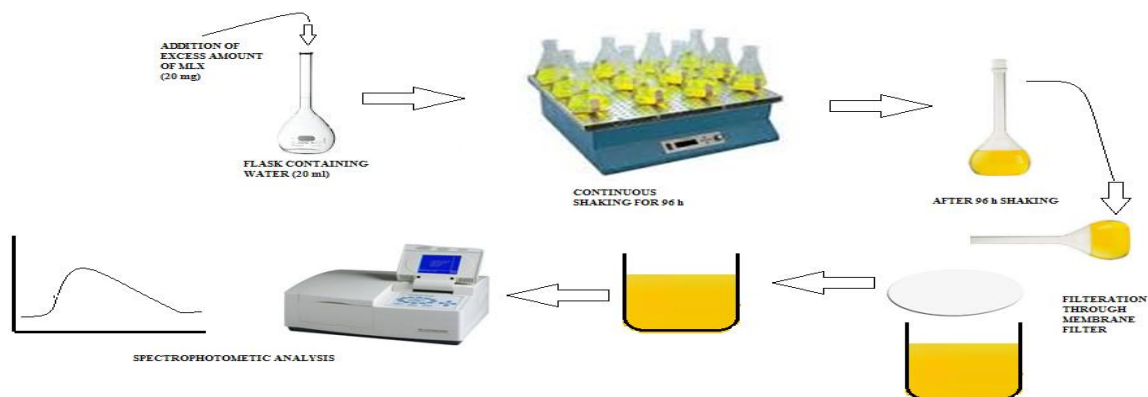 ADDITION OF
EXCESS AMOUNT
OF MLX
(20 mg)
FLASK CONTAINING
WATER (20 ml)
CONTINUOUS
SHAKING FOR 96 h
AFTER 96 h SHAKING
FILTERATION
THROUGH
MEMBRANE
FILTER
SPECTROPHOTOMETIC ANALYSIS